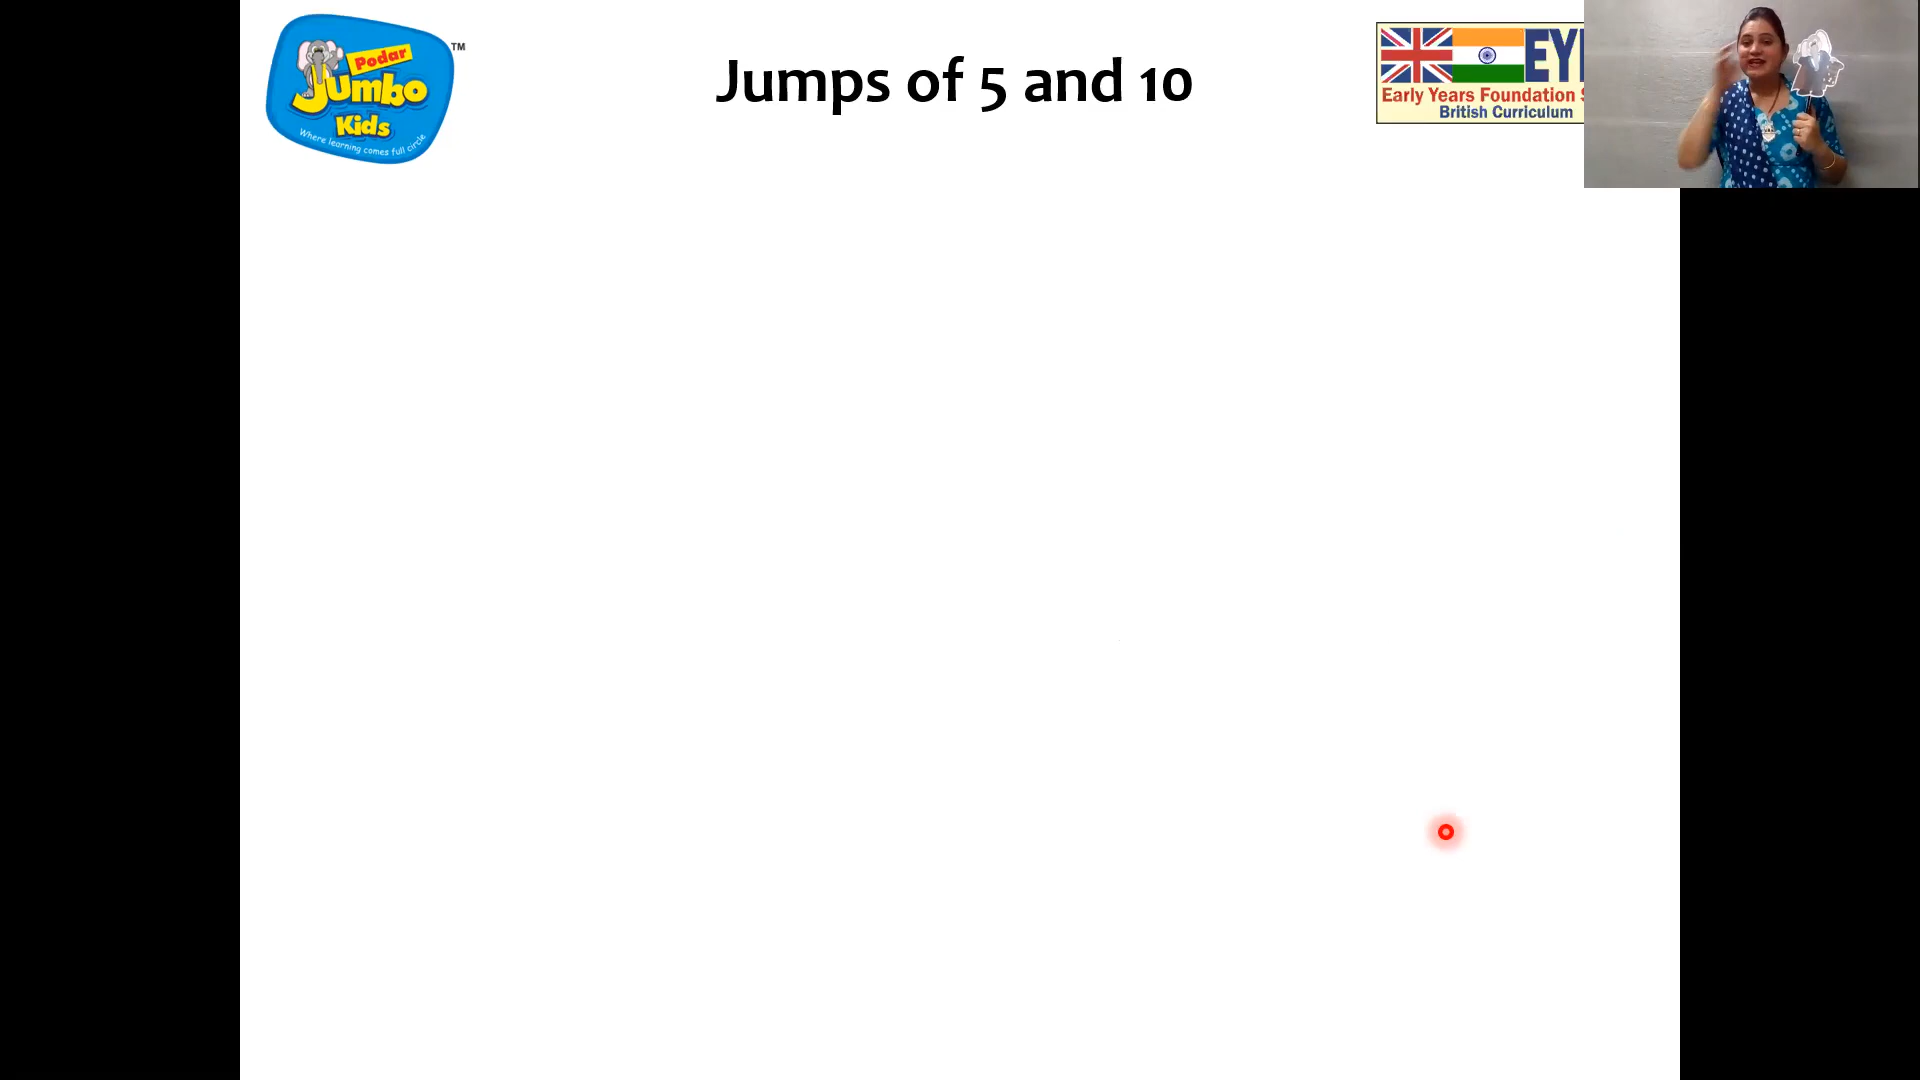 Podar
Jumbo
Kids
Where learning comes full circle
TM
Jumps of 5 and 10
EY
Early Years Foundation
British Curriculum